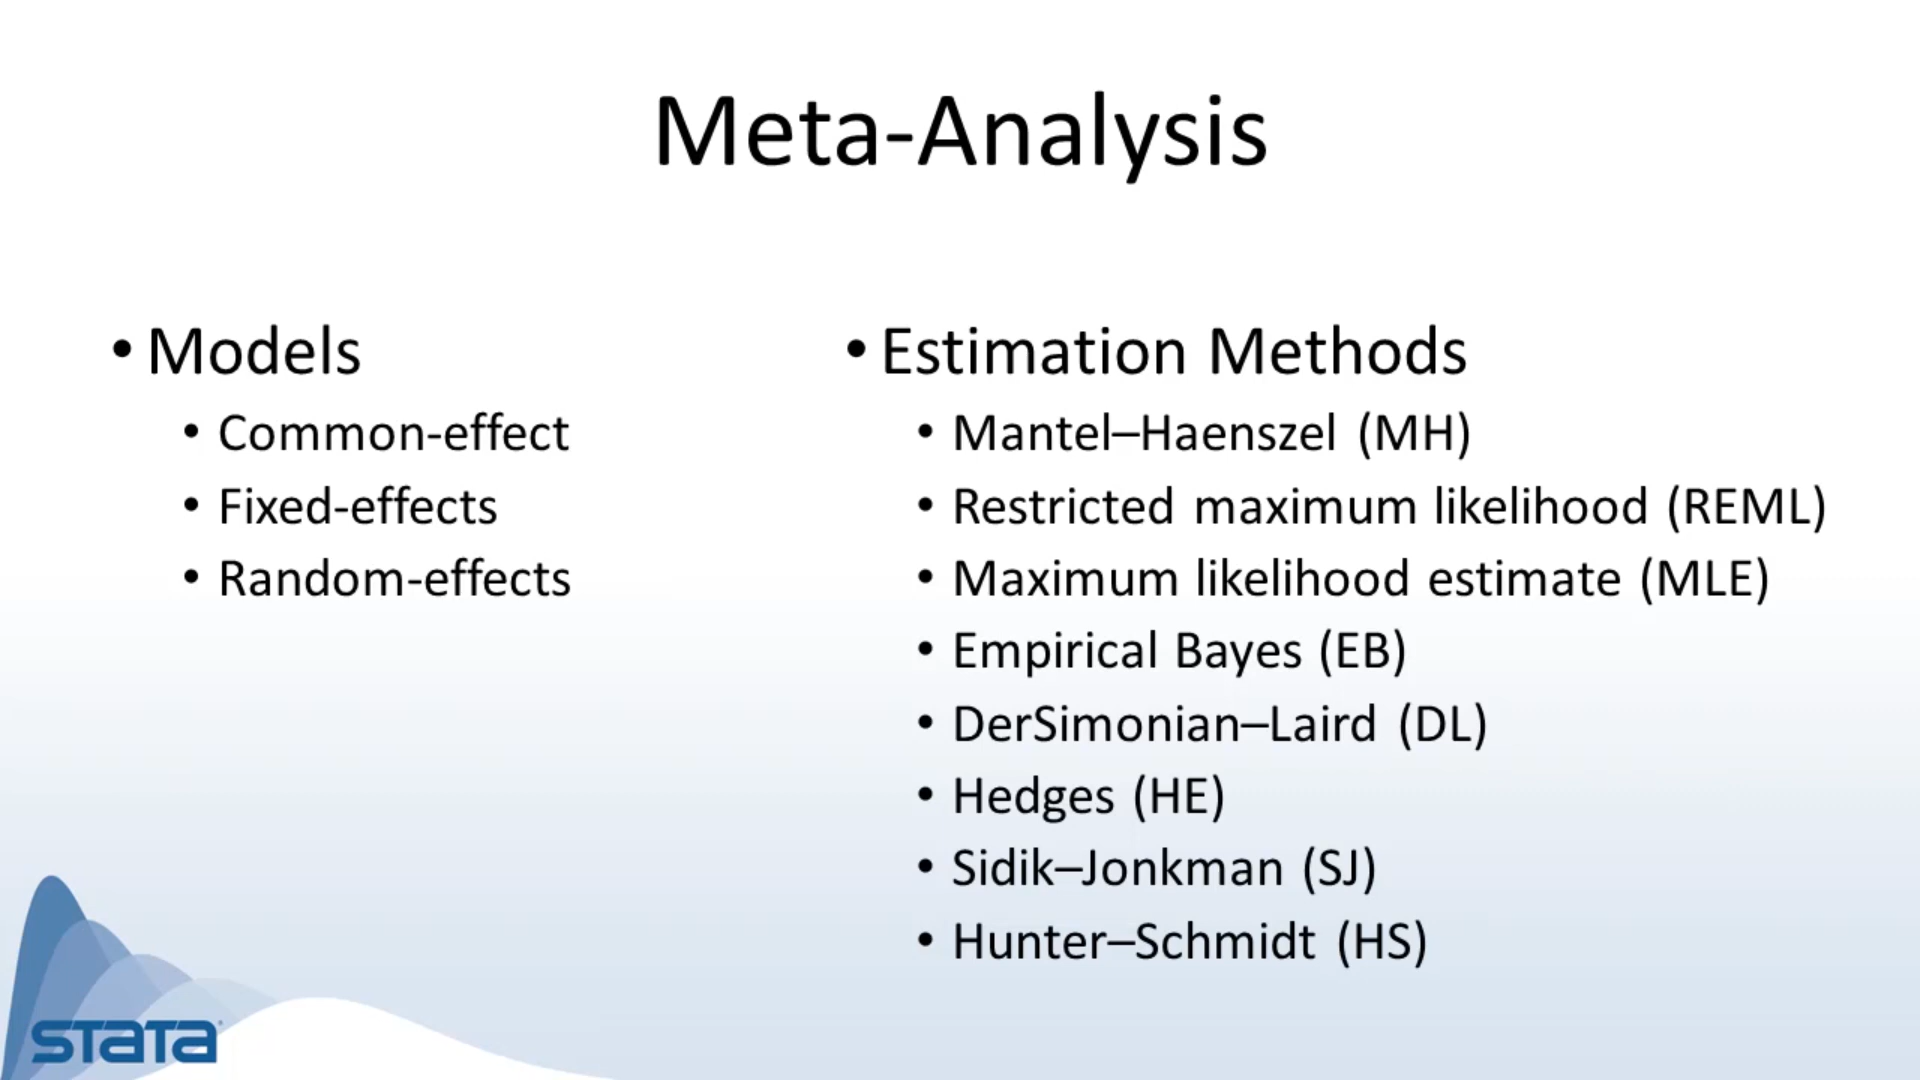 Meta-Analysis
• Models
• Common-effect
• Fixed-effects
• Random-effects
• Estimation Methods
• Mantel–Haenszel (MH)
• Restricted maximum likelihood (REML)
• Maximum likelihood estimate (MLE)
• Empirical Bayes (EB)
• DerSimonian–Laird (DL)
• Hedges (HE)
• Sidik–Jonkman (SJ)
• Hunter–Schmidt (HS)
stata